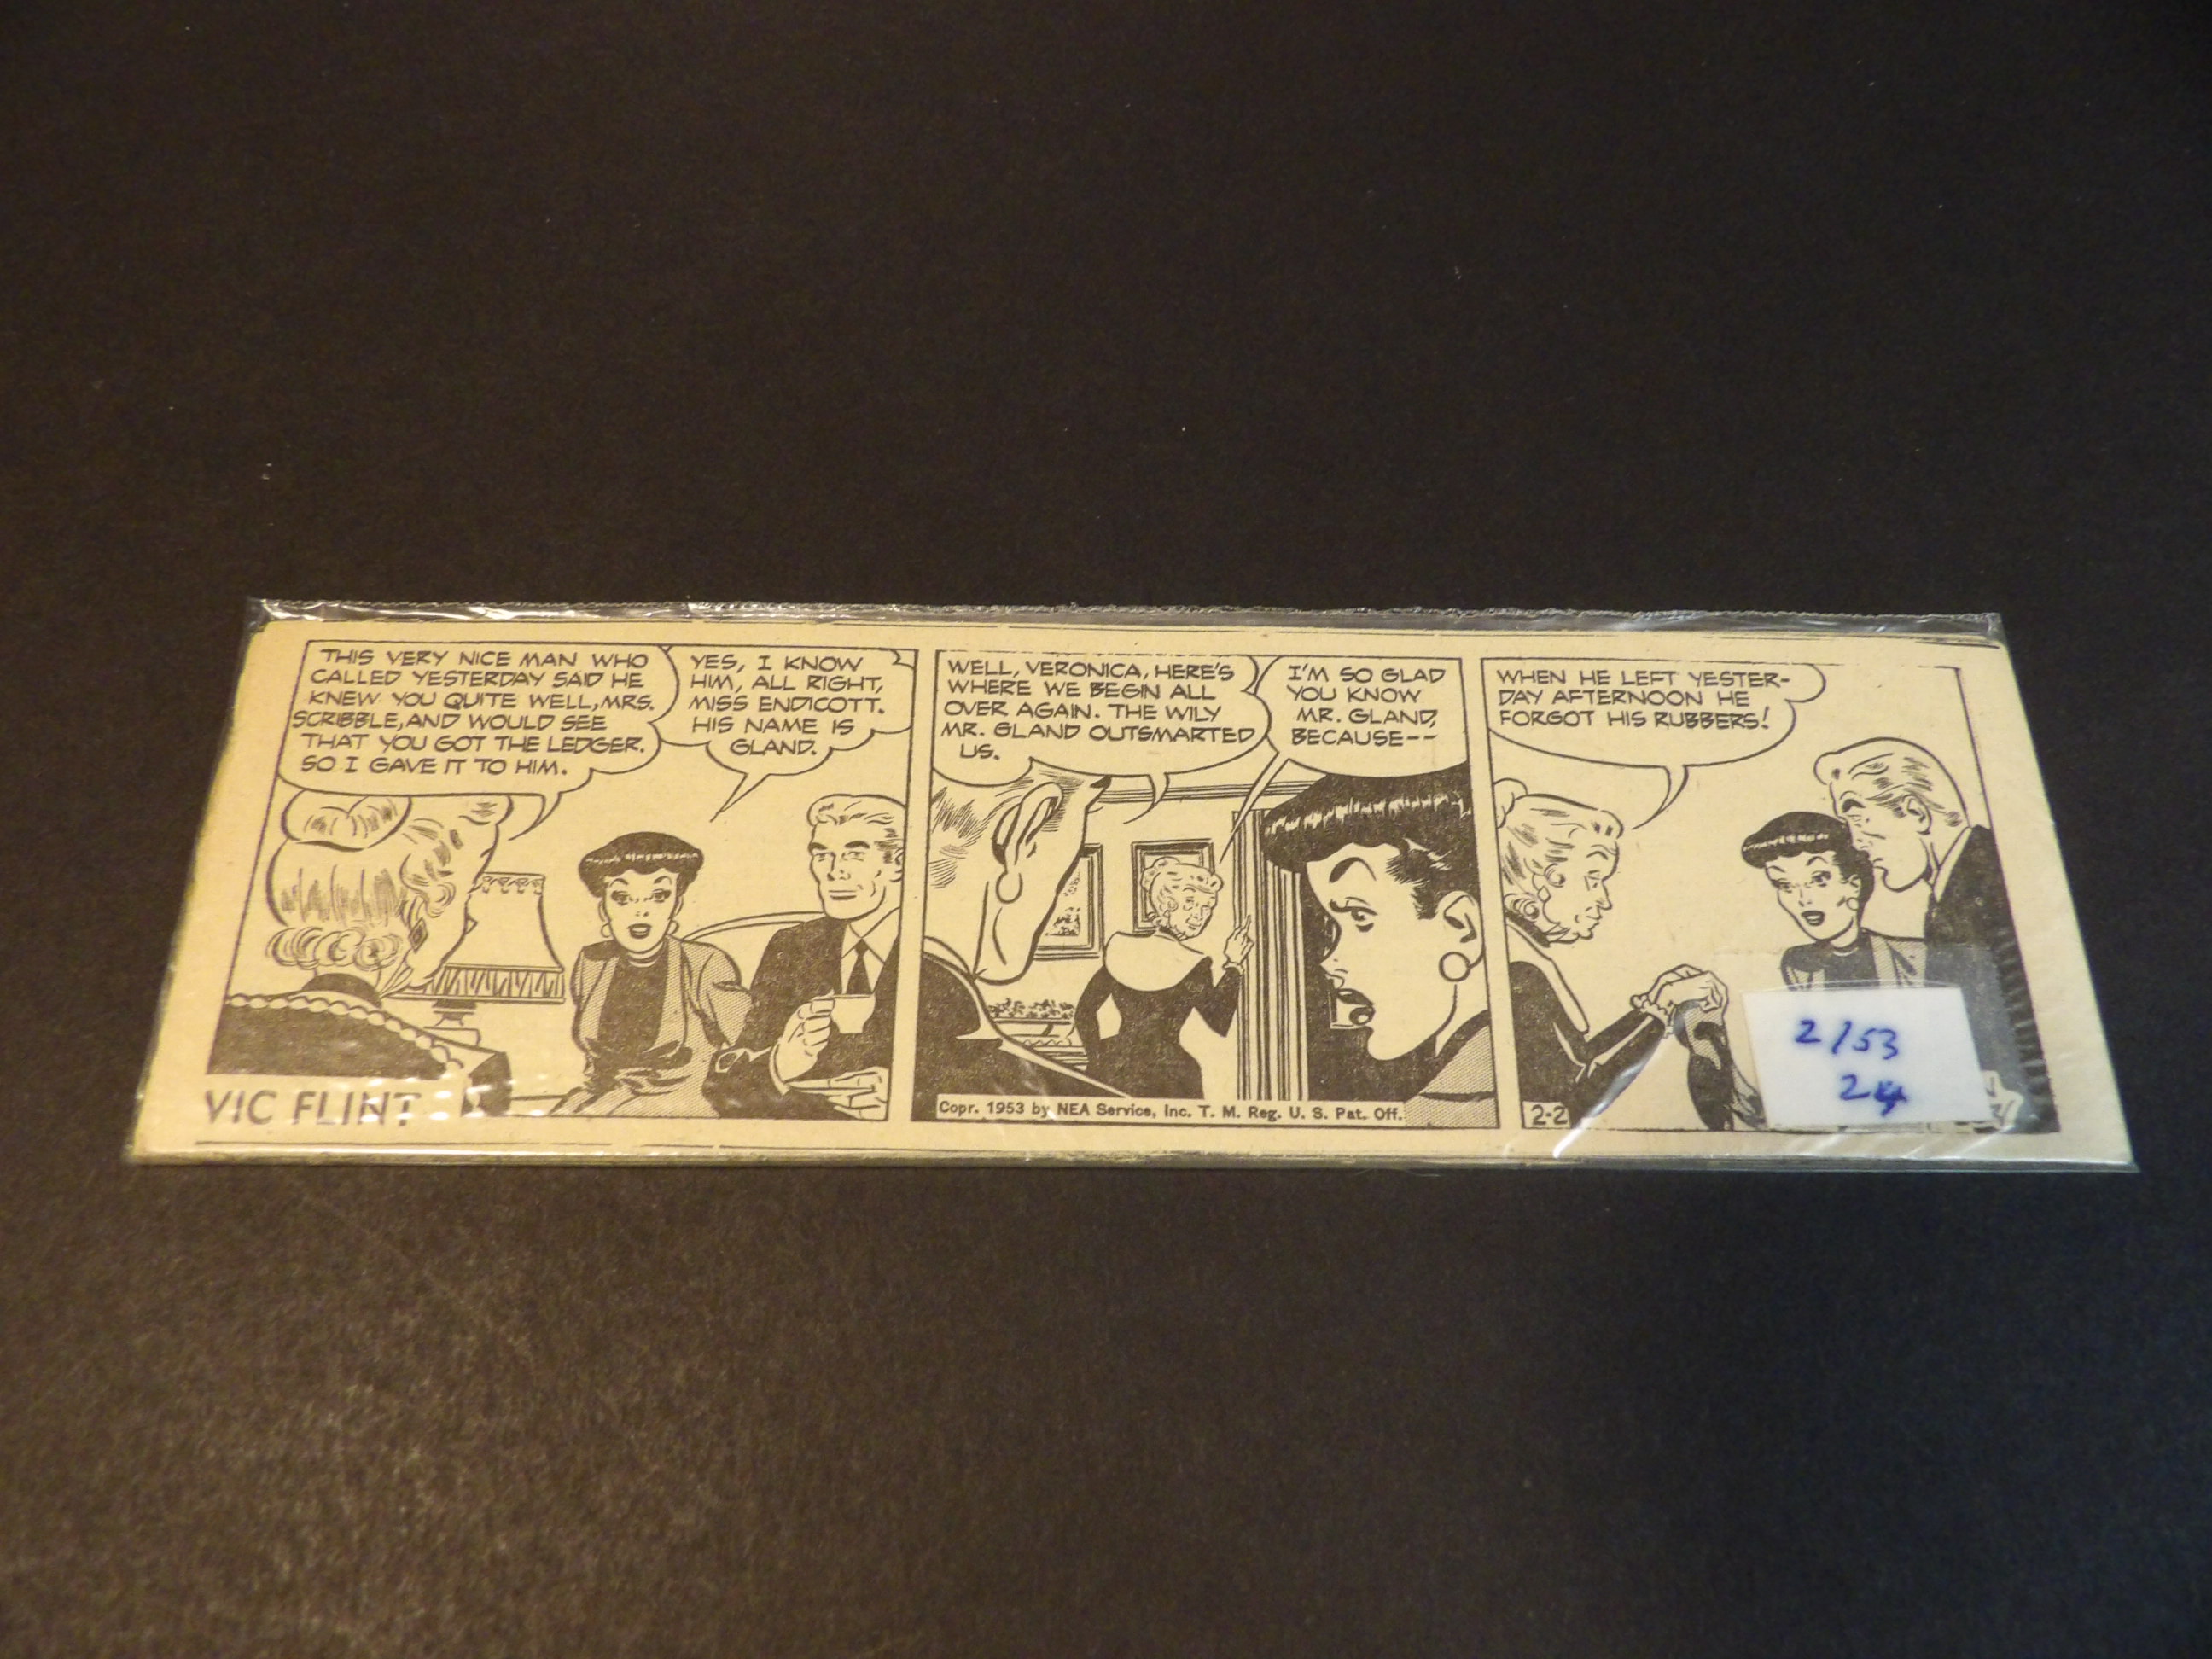 THIS VERY NICE MAN WHO
CALLED YESTERDAY SAID HE
KNEW YOU QUITE WELL, MRS.
SCRIBBLE, AND WOULD SEE
THAT YOU GOT THE LEDGER.
SO I GAVE IT TO HIM.
YES, I KNOW
HIM, ALL RIGHT,
MISS ENDICOTT.
HIS NAME IS
GLAND.
VIC FLINT
WELL, VERONICA, HERE'S
WHERE WE BEGIN ALL
OVER AGAIN. THE WILY
MR. GLAND OUTSMARTED
US.
I'M SO GLAD
YOU KNOW
MR. GLAND,
BECAUSE--
Copr. 1953 by NEA Service, Inc. T. M. Reg. U. S. Pat. Off.
WHEN HE LEFT YESTER-
DAY AFTERNOON HE
FORGOT HIS RUBBERS!
2-2
2/53
24